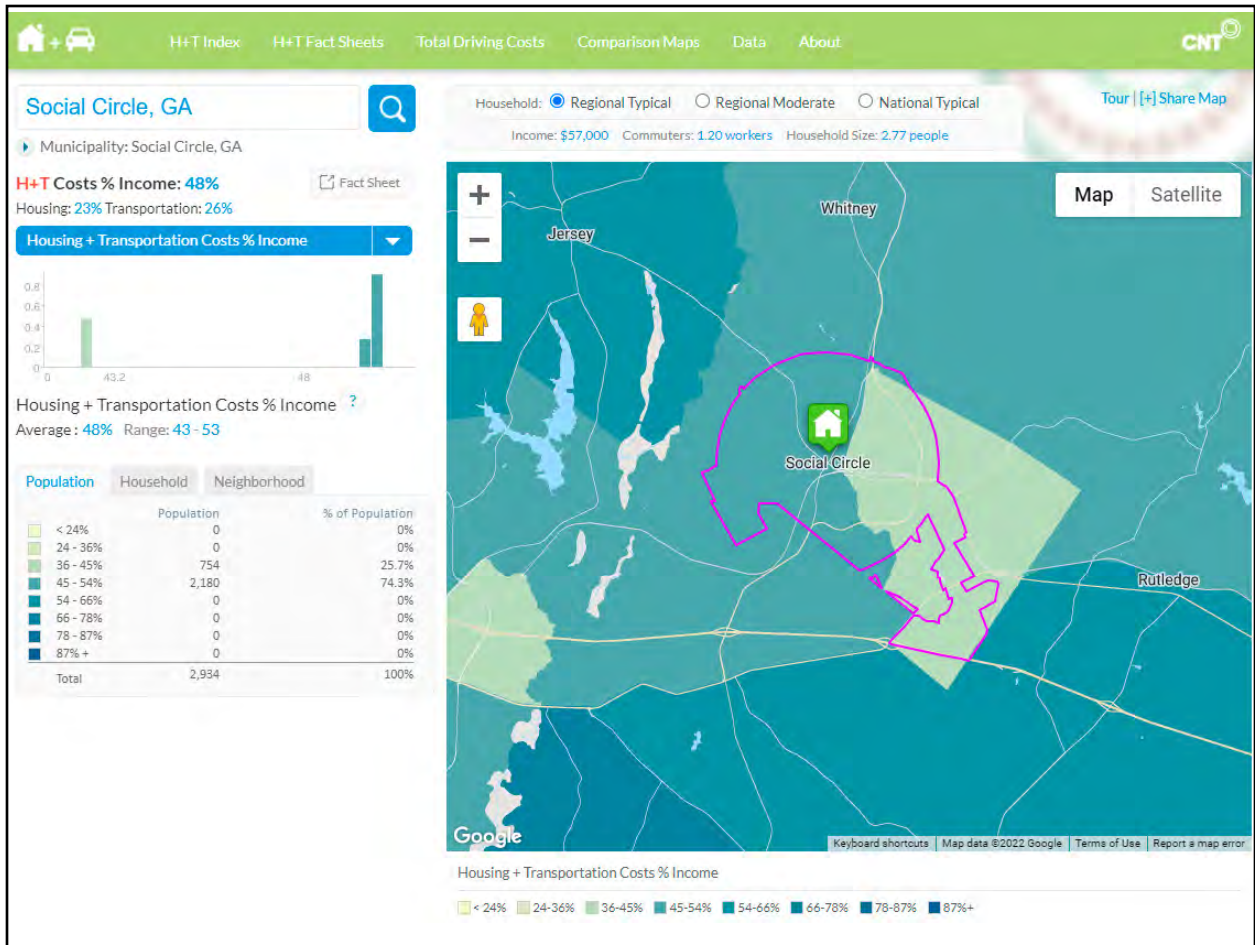 H+T Index H+T Fact Sheets Total Driving Costs Comparison Maps Data About CNT
Social Circle, GA
Municipality: Social Circle, GA
H+T Costs % Income: 48% Fact Sheet
Housing: 23% Transportation: 26%
Housing + Transportation Costs % Income
0.8
0.6
0.4
0.2
0
0 43.2 48
Housing + Transportation Costs % Income ?
Average : 48% Range: 43 - 53
Population Household Neighborhood
Population % of Population
< 24% 0 0%
24 - 36% 0 0%
36 - 45% 754 25.7%
45 - 54% 2,180 74.3%
54 - 66% 0 0%
66 - 78% 0 0%
78 - 87% 0 0%
87% + 0 0%
Total 2,934 100%
Household: Regional Typical Regional Moderate National Typical
Income: $57,000 Commuters: 1.20 workers Household Size: 2.77 people
Tour | [+] Share Map
+
−
Map Satellite
Whitney
Jersey
Social Circle
Rutledge
Google
Keyboard shortcuts Map data ©2022 Google Terms of Use Report a map error
Housing + Transportation Costs % Income
< 24% 24-36% 36-45% 45-54% 54-66% 66-78% 78-87% 87%+